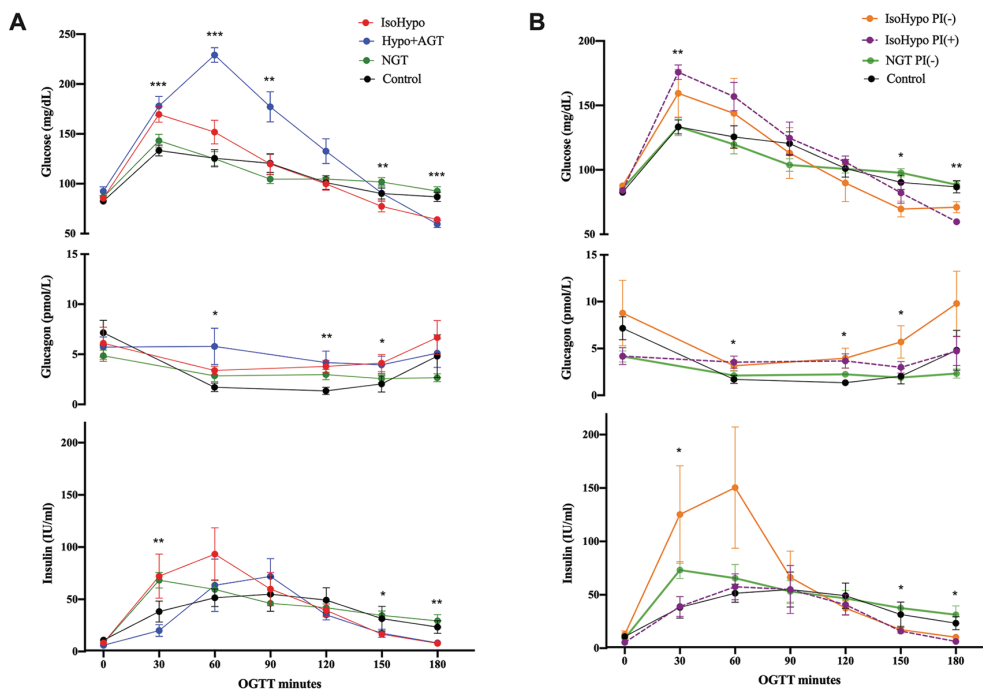 A
IsoHypo
Hypo+AGT
NGT
Control
Glucose (mg/dL)
250
200
150
100
50
***
***
**
**
***
Glucagon (pmol/L)
15
10
5
0
*
**
*
Insulin (IU/ml)
200
150
100
50
0
**
*
**
0 30 60 90 120 150 180
OGTT minutes
B
IsoHypo PI(-)
IsoHypo PI(+)
NGT PI(-)
Control
Glucose (mg/dL)
200
150
100
50
**
*
**
Glucagon (pmol/L)
15
10
5
0
*
*
*
Insulin (IU/ml)
200
150
100
50
0
*
*
*
0 30 60 90 120 150 180
OGTT minutes